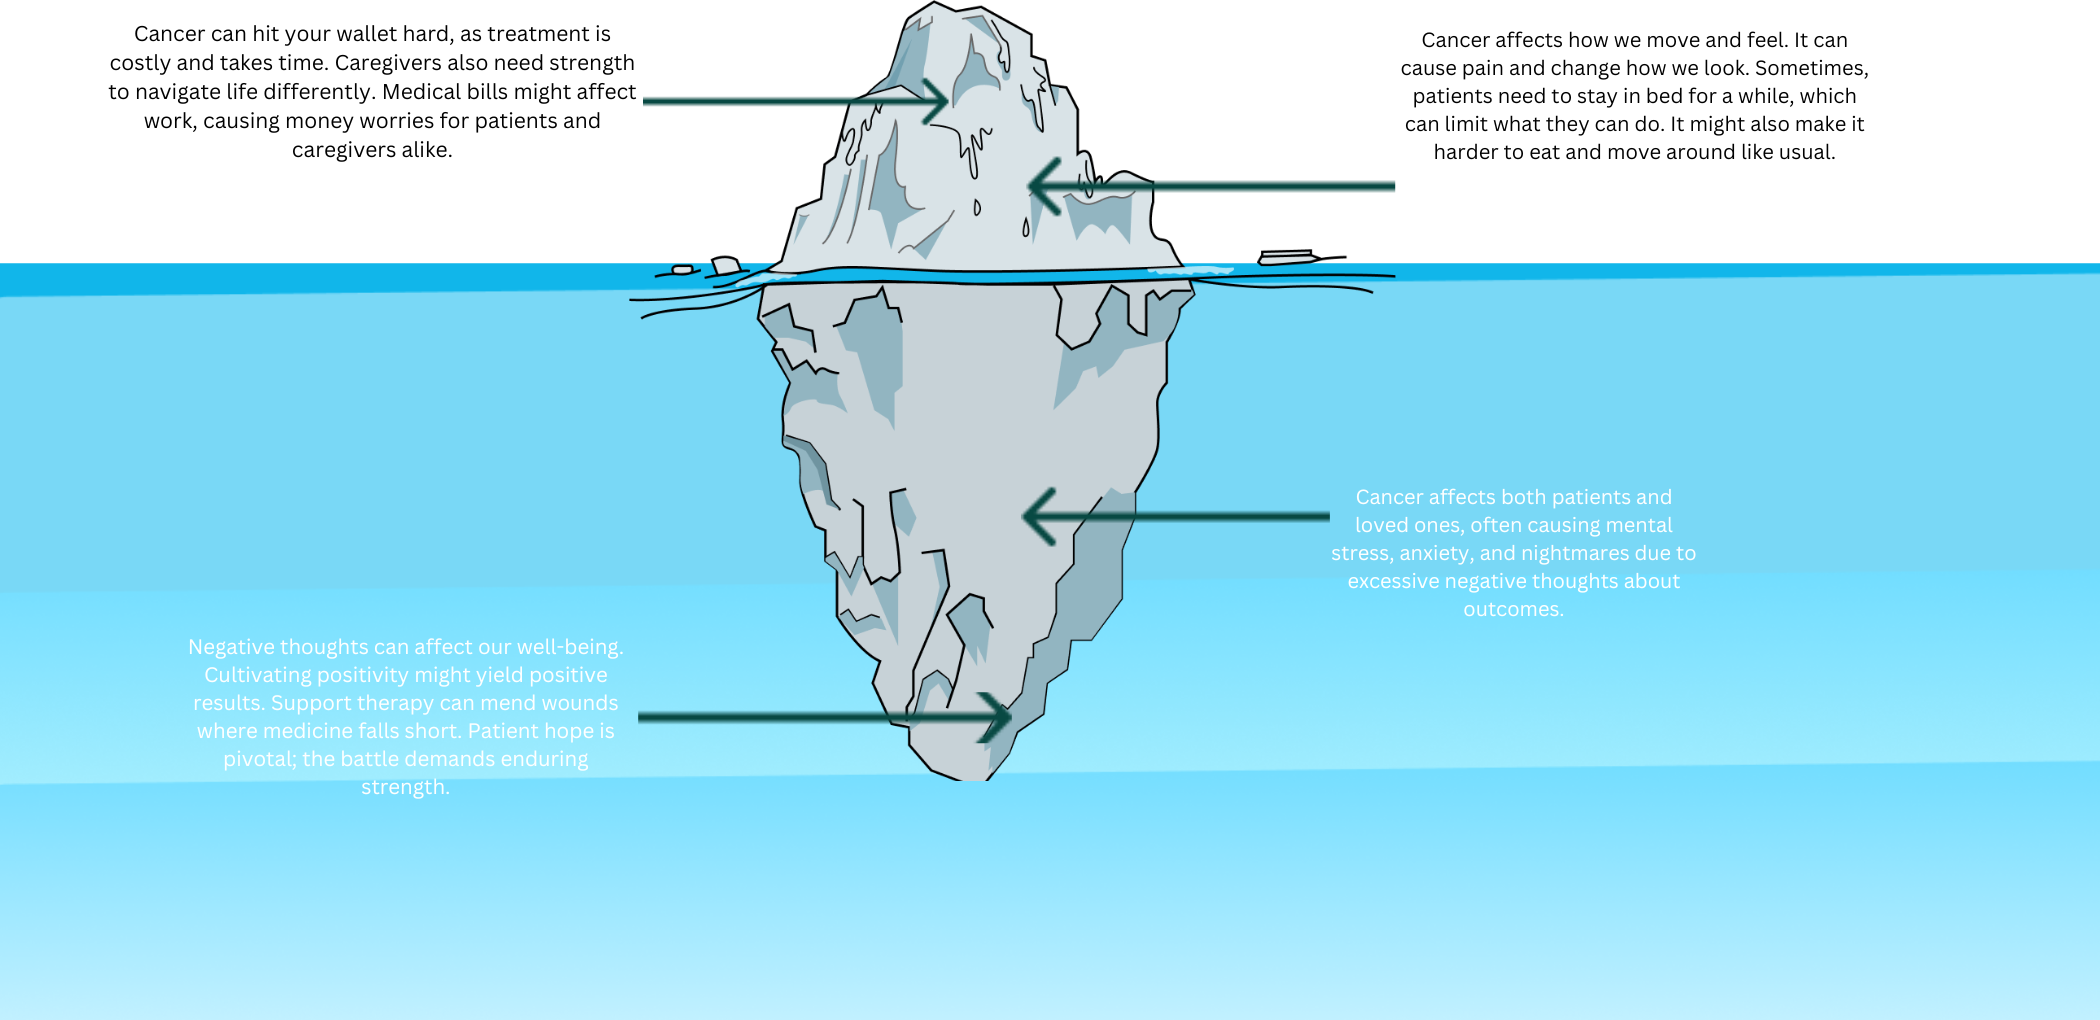 Cancer can hit your wallet hard, as treatment is
costly and takes time. Caregivers also need strength
to navigate life differently. Medical bills might affect
work, causing money worries for patients and
caregivers alike.
Cancer affects how we move and feel. It can
cause pain and change how we look. Sometimes,
patients need to stay in bed for a while, which
can limit what they can do. It might also make it
harder to eat and move around like usual.
Cancer affects both patients and
loved ones, often causing mental
stress, anxiety, and nightmares due to
excessive negative thoughts about
outcomes.
Negative thoughts can affect our well-being.
Cultivating positivity might yield positive
results. Support therapy can mend wounds
where medicine falls short. Patient hope is
pivotal; the battle demands enduring
strength.